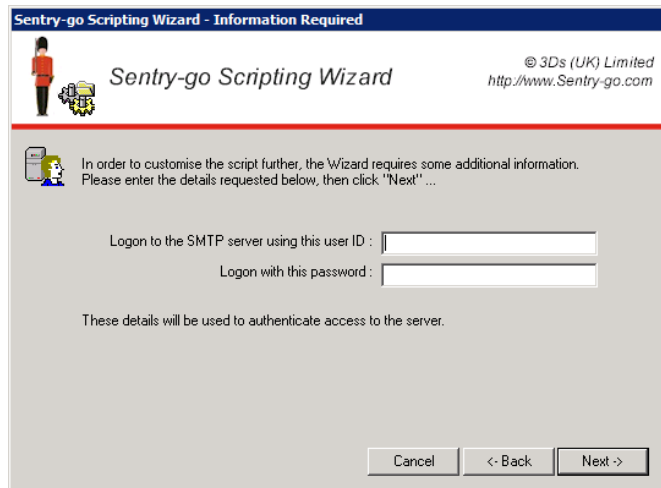 Sentry-go Scripting Wizard - Information Required
Sentry-go Scripting Wizard
© 3Ds (UK) Limited
http://www.Sentry-go.com
In order to customise the script further, the Wizard requires some additional information.
Please enter the details requested below, then click "Next" ...
Logon to the SMTP server using this user ID :
Logon with this password :
These details will be used to authenticate access to the server.
Cancel <- Back Next ->